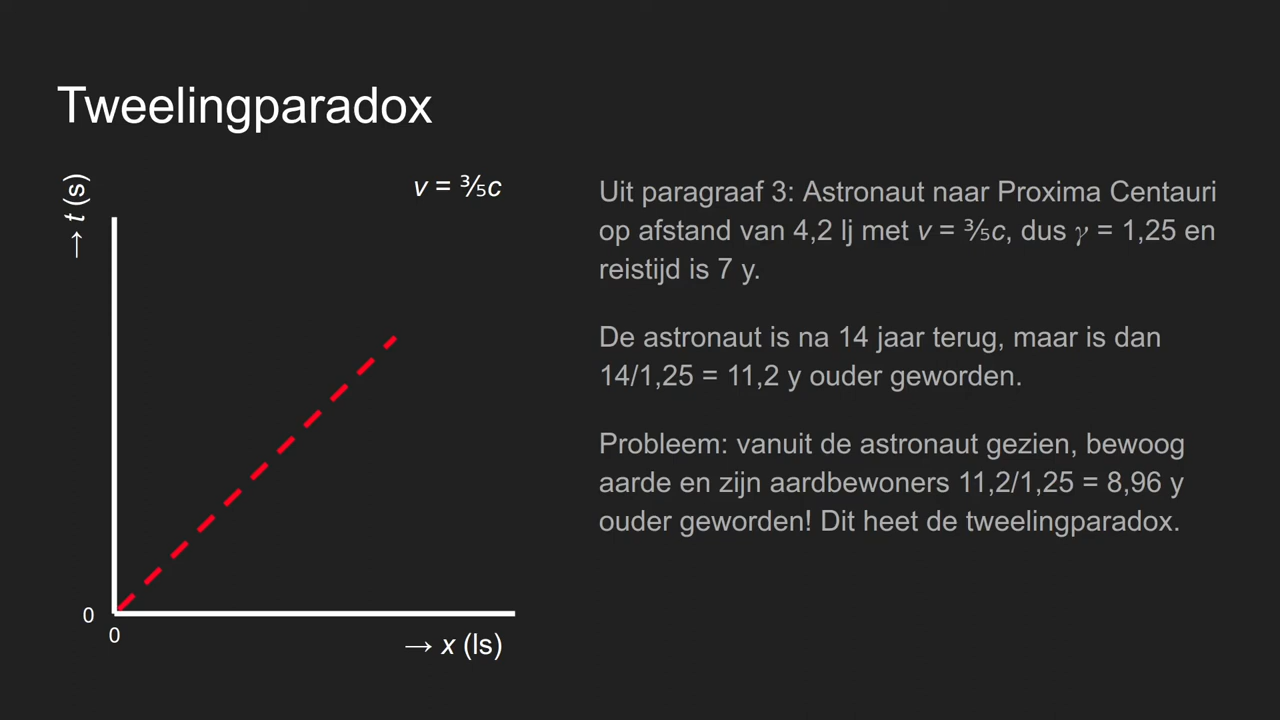 Tweelingparadox
→ t (s)
v = ⅗c
0
0
→ x (ls)
Uit paragraaf 3: Astronaut naar Proxima Centauri
op afstand van 4,2 lj met v = ⅗c, dus γ = 1,25 en
reistijd is 7 y.
De astronaut is na 14 jaar terug, maar is dan
14/1,25 = 11,2 y ouder geworden.
Probleem: vanuit de astronaut gezien, bewoog
aarde en zijn aardbewoners 11,2/1,25 = 8,96 y
ouder geworden! Dit heet de tweelingparadox.